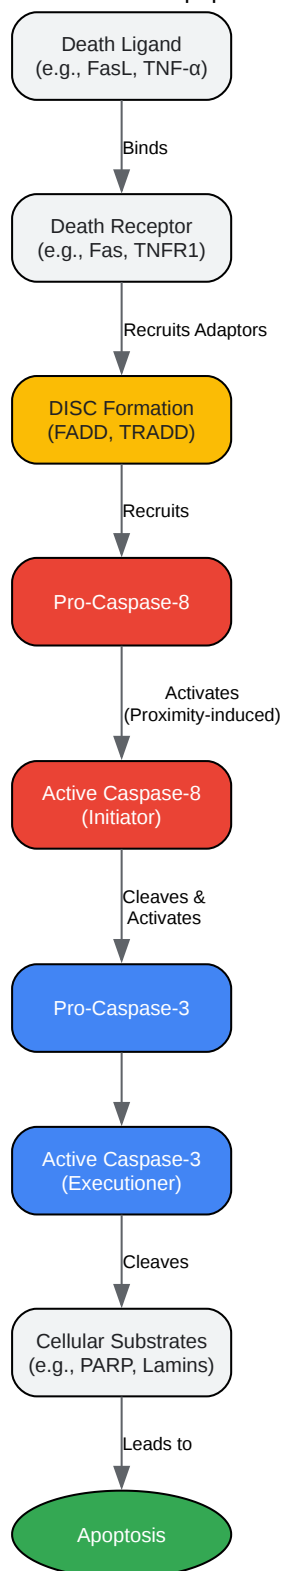 Death Ligand
(e.g., FasL, TNF-α)
Binds
Death Receptor
(e.g., Fas, TNFR1)
Recruits Adaptors
DISC Formation
(FADD, TRADD)
Recruits
Pro-Caspase-8
Activates
(Proximity-induced)
Active Caspase-8
(Initiator)
Cleaves &
Activates
Pro-Caspase-3
Active Caspase-3
(Executioner)
Cleaves
Cellular Substrates
(e.g., PARP, Lamins)
Leads to
Apoptosis